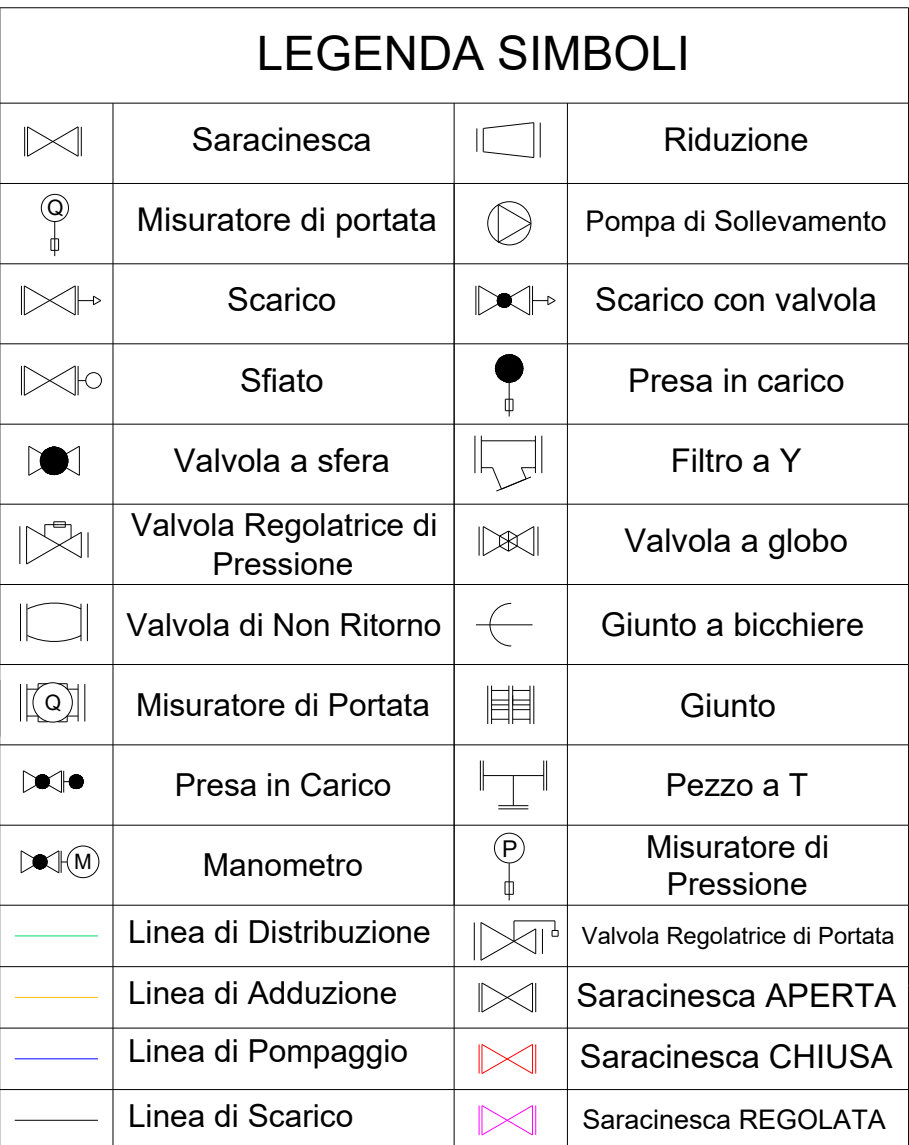 LEGENDA SIMBOLI
Saracinesca
Riduzione
Q
Misuratore di portata
Pompa di Sollevamento
Scarico
Scarico con valvola
Sfiato
Presa in carico
Valvola a sfera
Filtro a Y
Valvola Regolatrice di
Pressione
Valvola a globo
Valvola di Non Ritorno
Giunto a bicchiere
Q
Misuratore di Portata
Giunto
Presa in Carico
Pezzo a T
M
Manometro
P
Misuratore di
Pressione
Linea di Distribuzione
Valvola Regolatrice di Portata
Linea di Adduzione
Saracinesca APERTA
Linea di Pompaggio
Saracinesca CHIUSA
Linea di Scarico
Saracinesca REGOLATA